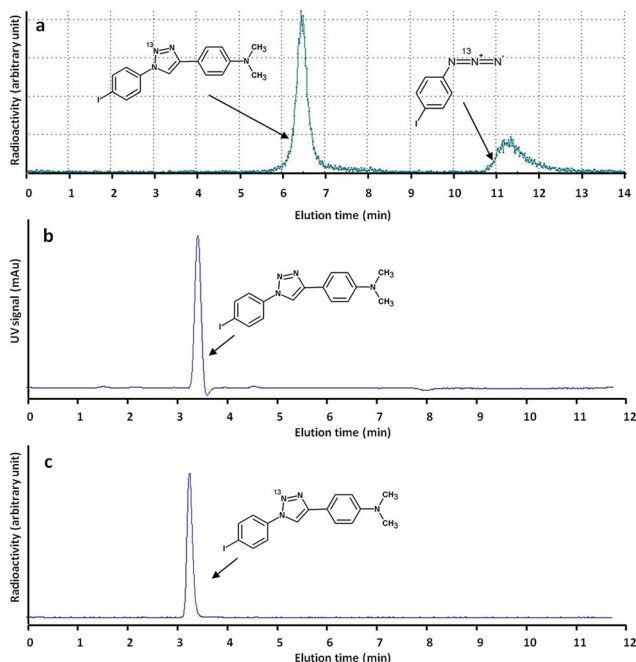 a
Radioactivity (arbitrary unit)
13
N N
N
I
CH3
N
CH3
13
N N+ N-
I
0 1 2 3 4 5 6 7 8 9 10 11 12 13 14
Elution time (min)
b
UV signal (mAu)
N N
N
I
CH3
N
CH3
0 1 2 3 4 5 6 7 8 9 10 11 12
Elution time (min)
c
Radioactivity (arbitrary unit)
13
N N
N
I
CH3
N
CH3
0 1 2 3 4 5 6 7 8 9 10 11 12
Elution time (min)